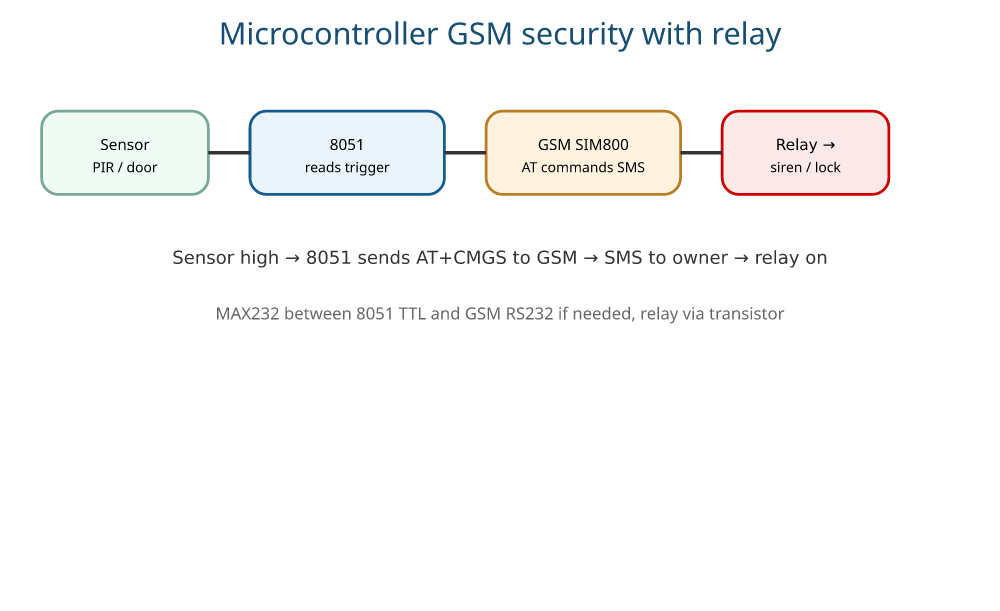 Microcontroller GSM security with relay
Sensor
PIR / door
8051
reads trigger
GSM SIM800
AT commands SMS
Relay →
siren / lock
Sensor high → 8051 sends AT+CMGS to GSM → SMS to owner → relay on
MAX232 between 8051 TTL and GSM RS232 if needed, relay via transistor